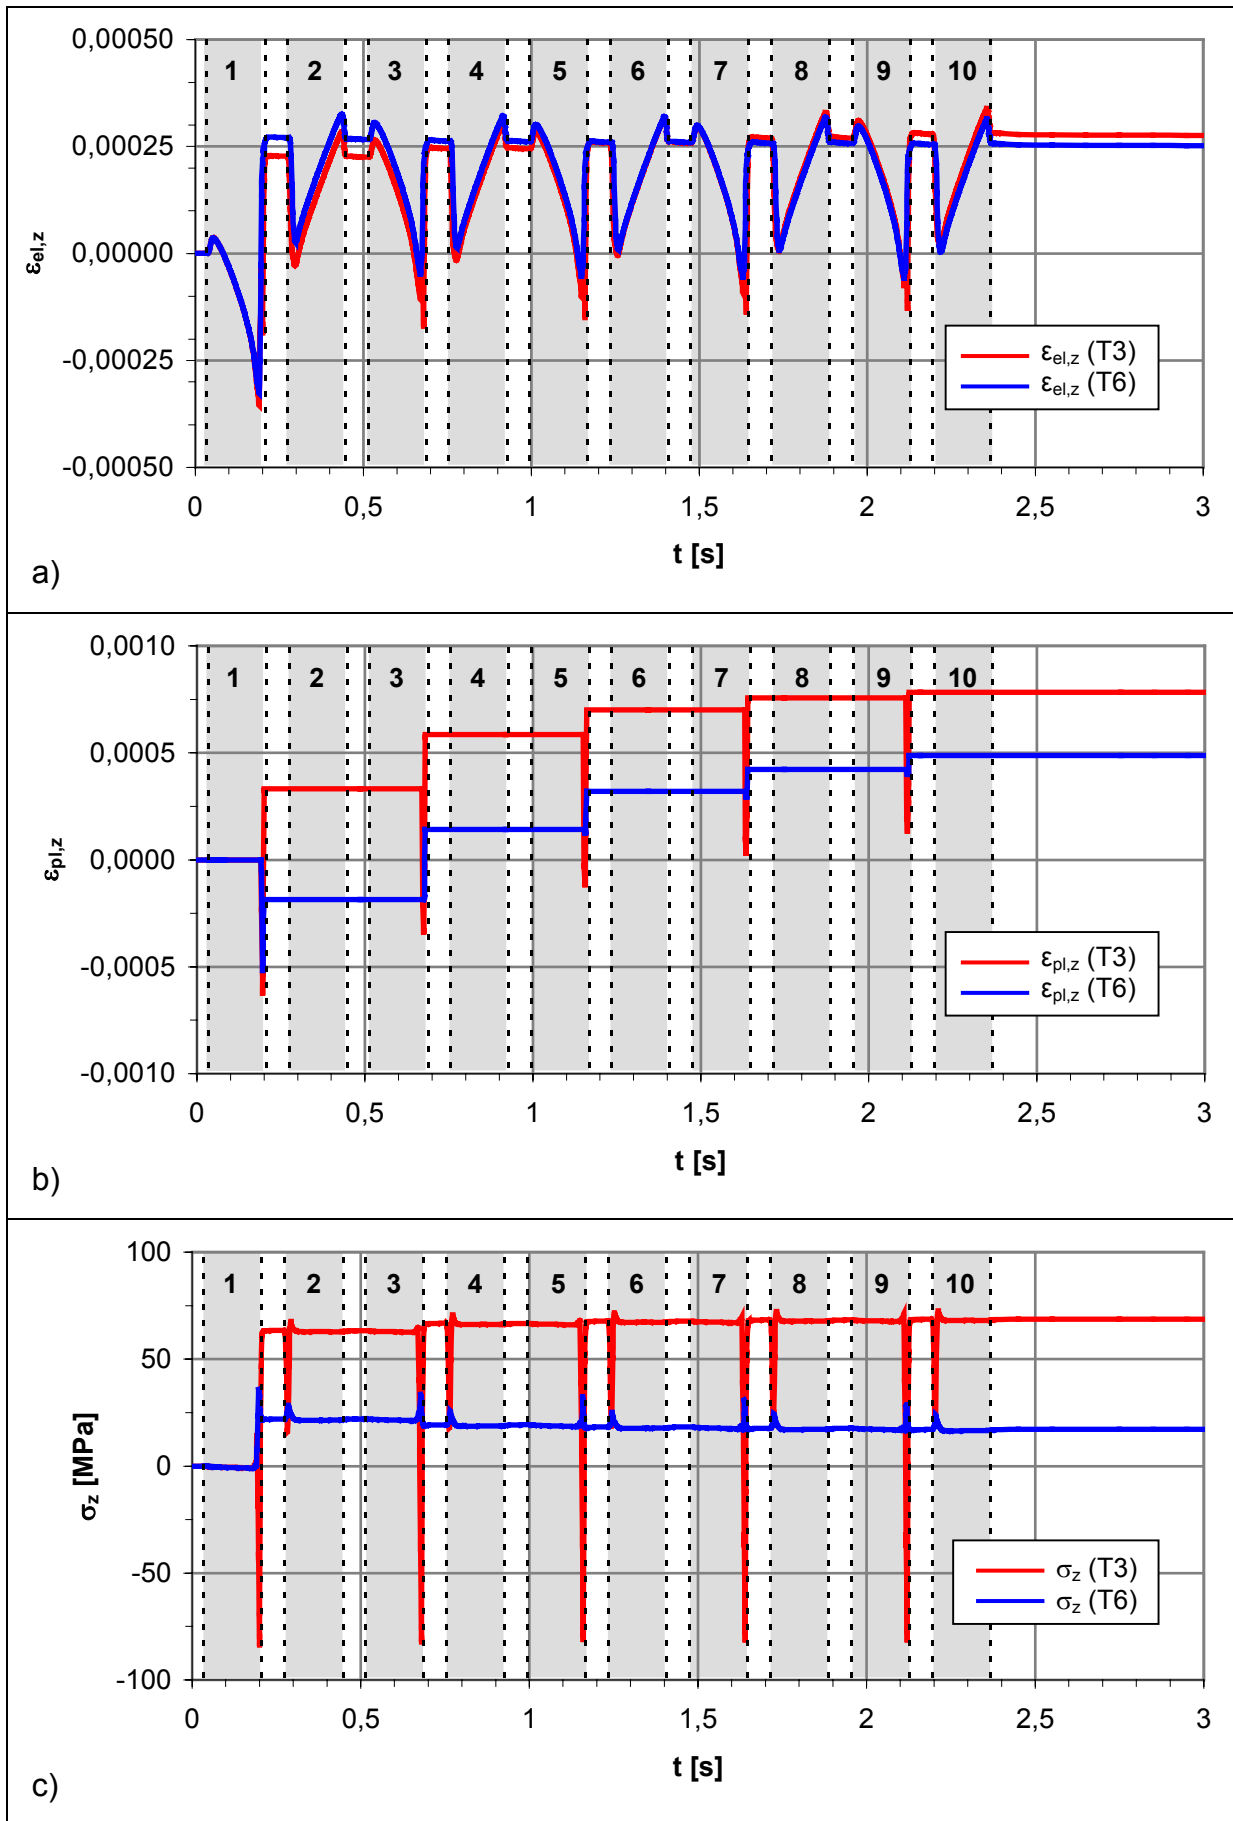 0,00050
1 2 3 4 5 6 7 8 9 10
0,00025
0,00000
-0,00025
-0,00050
εel,z
εel,z (T3)
εel,z (T6)
0 0,5 1 1,5 2 2,5 3
t [s]
a)
0,0010
1 2 3 4 5 6 7 8 9 10
0,0005
0,0000
-0,0005
-0,0010
εpl,z
εpl,z (T3)
εpl,z (T6)
0 0,5 1 1,5 2 2,5 3
t [s]
b)
100
1 2 3 4 5 6 7 8 9 10
50
0
-50
-100
σz [MPa]
σz (T3)
σz (T6)
0 0,5 1 1,5 2 2,5 3
t [s]
c)